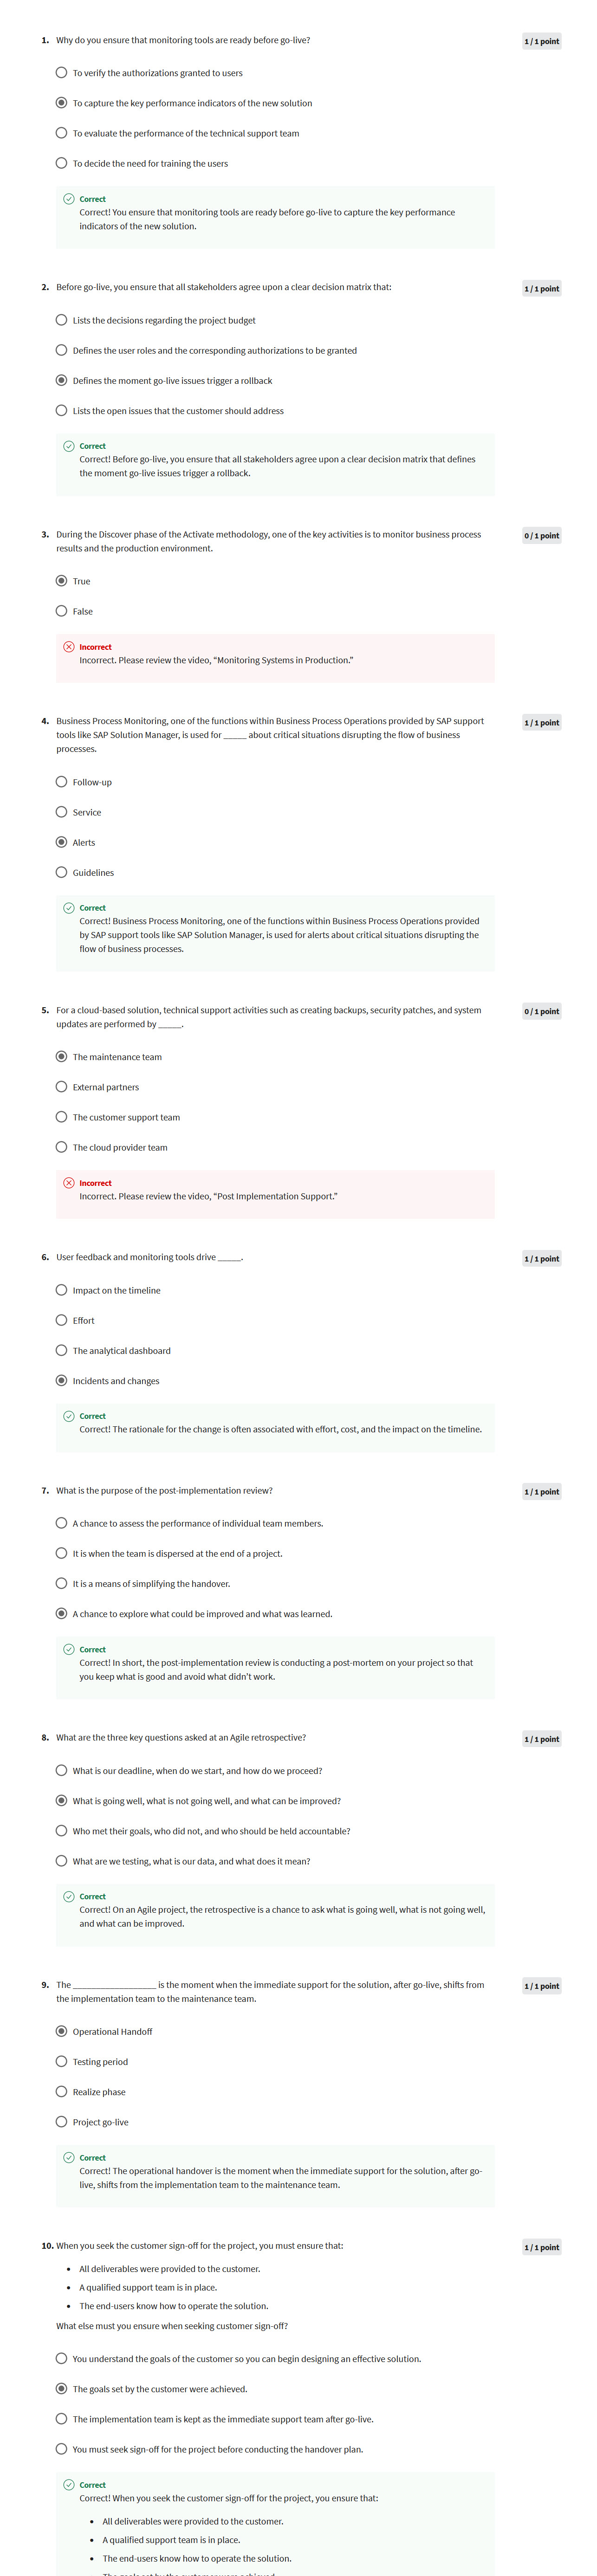 1. Why do you ensure that monitoring tools are ready before go-live?
1 / 1 point
To verify the authorizations granted to users
To capture the key performance indicators of the new solution
To evaluate the performance of the technical support team
To decide the need for training the users
Correct
Correct! You ensure that monitoring tools are ready before go-live to capture the key performance
indicators of the new solution.
2. Before go-live, you ensure that all stakeholders agree upon a clear decision matrix that:
1 / 1 point
Lists the decisions regarding the project budget
Defines the user roles and the corresponding authorizations to be granted
Defines the moment go-live issues trigger a rollback
Lists the open issues that the customer should address
Correct
Correct! Before go-live, you ensure that all stakeholders agree upon a clear decision matrix that defines
the moment go-live issues trigger a rollback.
3. During the Discover phase of the Activate methodology, one of the key activities is to monitor business process
results and the production environment.
0 / 1 point
True
False
Incorrect
Incorrect. Please review the video, “Monitoring Systems in Production.”
4. Business Process Monitoring, one of the functions within Business Process Operations provided by SAP support
tools like SAP Solution Manager, is used for _____ about critical situations disrupting the flow of business
processes.
1 / 1 point
Follow-up
Service
Alerts
Guidelines
Correct
Correct! Business Process Monitoring, one of the functions within Business Process Operations provided
by SAP support tools like SAP Solution Manager, is used for alerts about critical situations disrupting the
flow of business processes.
5. For a cloud-based solution, technical support activities such as creating backups, security patches, and system
updates are performed by _____.
0 / 1 point
The maintenance team
External partners
The customer support team
The cloud provider team
Incorrect
Incorrect. Please review the video, “Post Implementation Support.”
6. User feedback and monitoring tools drive _____.
1 / 1 point
Impact on the timeline
Effort
The analytical dashboard
Incidents and changes
Correct
Correct! The rationale for the change is often associated with effort, cost, and the impact on the timeline.
7. What is the purpose of the post-implementation review?
1 / 1 point
A chance to assess the performance of individual team members.
It is when the team is dispersed at the end of a project.
It is a means of simplifying the handover.
A chance to explore what could be improved and what was learned.
Correct
Correct! In short, the post-implementation review is conducting a post-mortem on your project so that
you keep what is good and avoid what didn't work.
8. What are the three key questions asked at an Agile retrospective?
1 / 1 point
What is our deadline, when do we start, and how do we proceed?
What is going well, what is not going well, and what can be improved?
Who met their goals, who did not, and who should be held accountable?
What are we testing, what is our data, and what does it mean?
Correct
Correct! On an Agile project, the retrospective is a chance to ask what is going well, what is not going well,
and what can be improved.
9. The __________________ is the moment when the immediate support for the solution, after go-live, shifts from
the implementation team to the maintenance team.
1 / 1 point
Operational Handoff
Testing period
Realize phase
Project go-live
Correct
Correct! The operational handover is the moment when the immediate support for the solution, after go-
live, shifts from the implementation team to the maintenance team.
10. When you seek the customer sign-off for the project, you must ensure that:
1 / 1 point
• All deliverables were provided to the customer.
• A qualified support team is in place.
• The end-users know how to operate the solution.
What else must you ensure when seeking customer sign-off?
You understand the goals of the customer so you can begin designing an effective solution.
The goals set by the customer were achieved.
The implementation team is kept as the immediate support team after go-live.
You must seek sign-off for the project before conducting the handover plan.
Correct
Correct! When you seek the customer sign-off for the project, you ensure that:
• All deliverables were provided to the customer.
• A qualified support team is in place.
• The end-users know how to operate the solution.